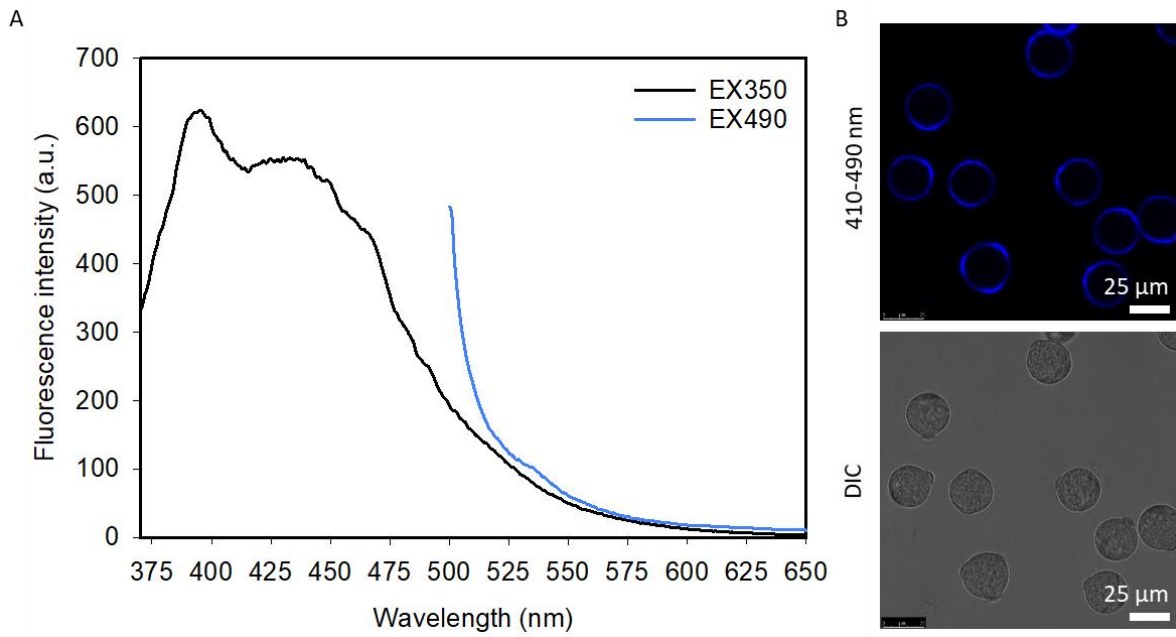 A
B
700
600
500
400
300
200
100
0
Fluorescence intensity (a.u.)
EX350
EX490
375 400 425 450 475 500 525 550 575 600 625 650
Wavelength (nm)
410-490 nm
25 µm
DIC
25 µm